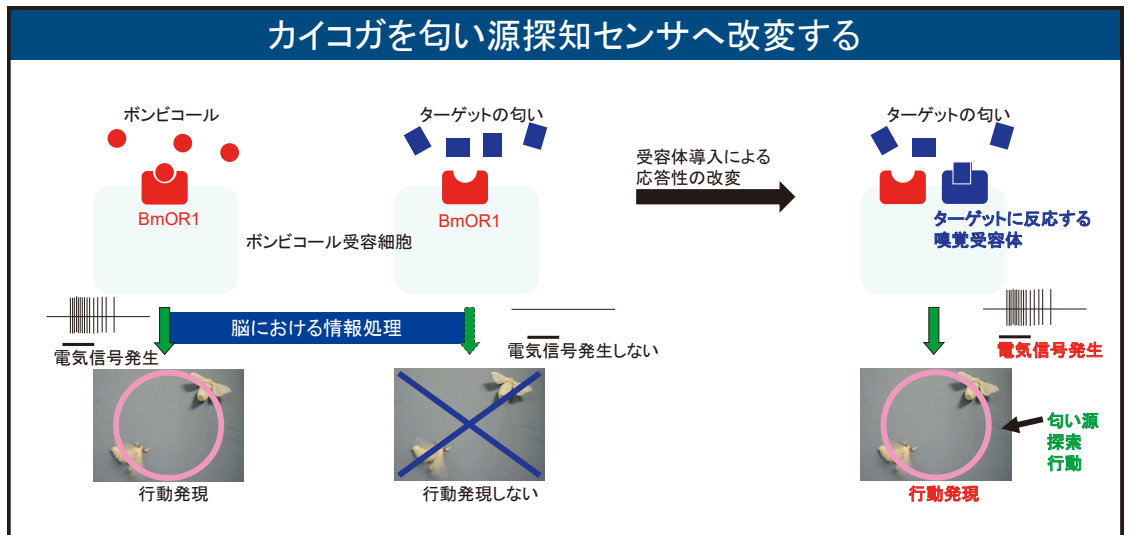 カイコガを匂い源探知センサへ改変する
ボンビコール
BmOR1
ターゲットの匂い
BmOR1
ボンビコール受容細胞
受容体導入による
応答性の改変
ターゲットの匂い
ターゲットに反応する
嗅覚受容体
脳における情報処理
電気信号発生
電気信号発生しない
電気信号発生
行動発現
行動発現しない
行動発現
匂い源
探索
行動